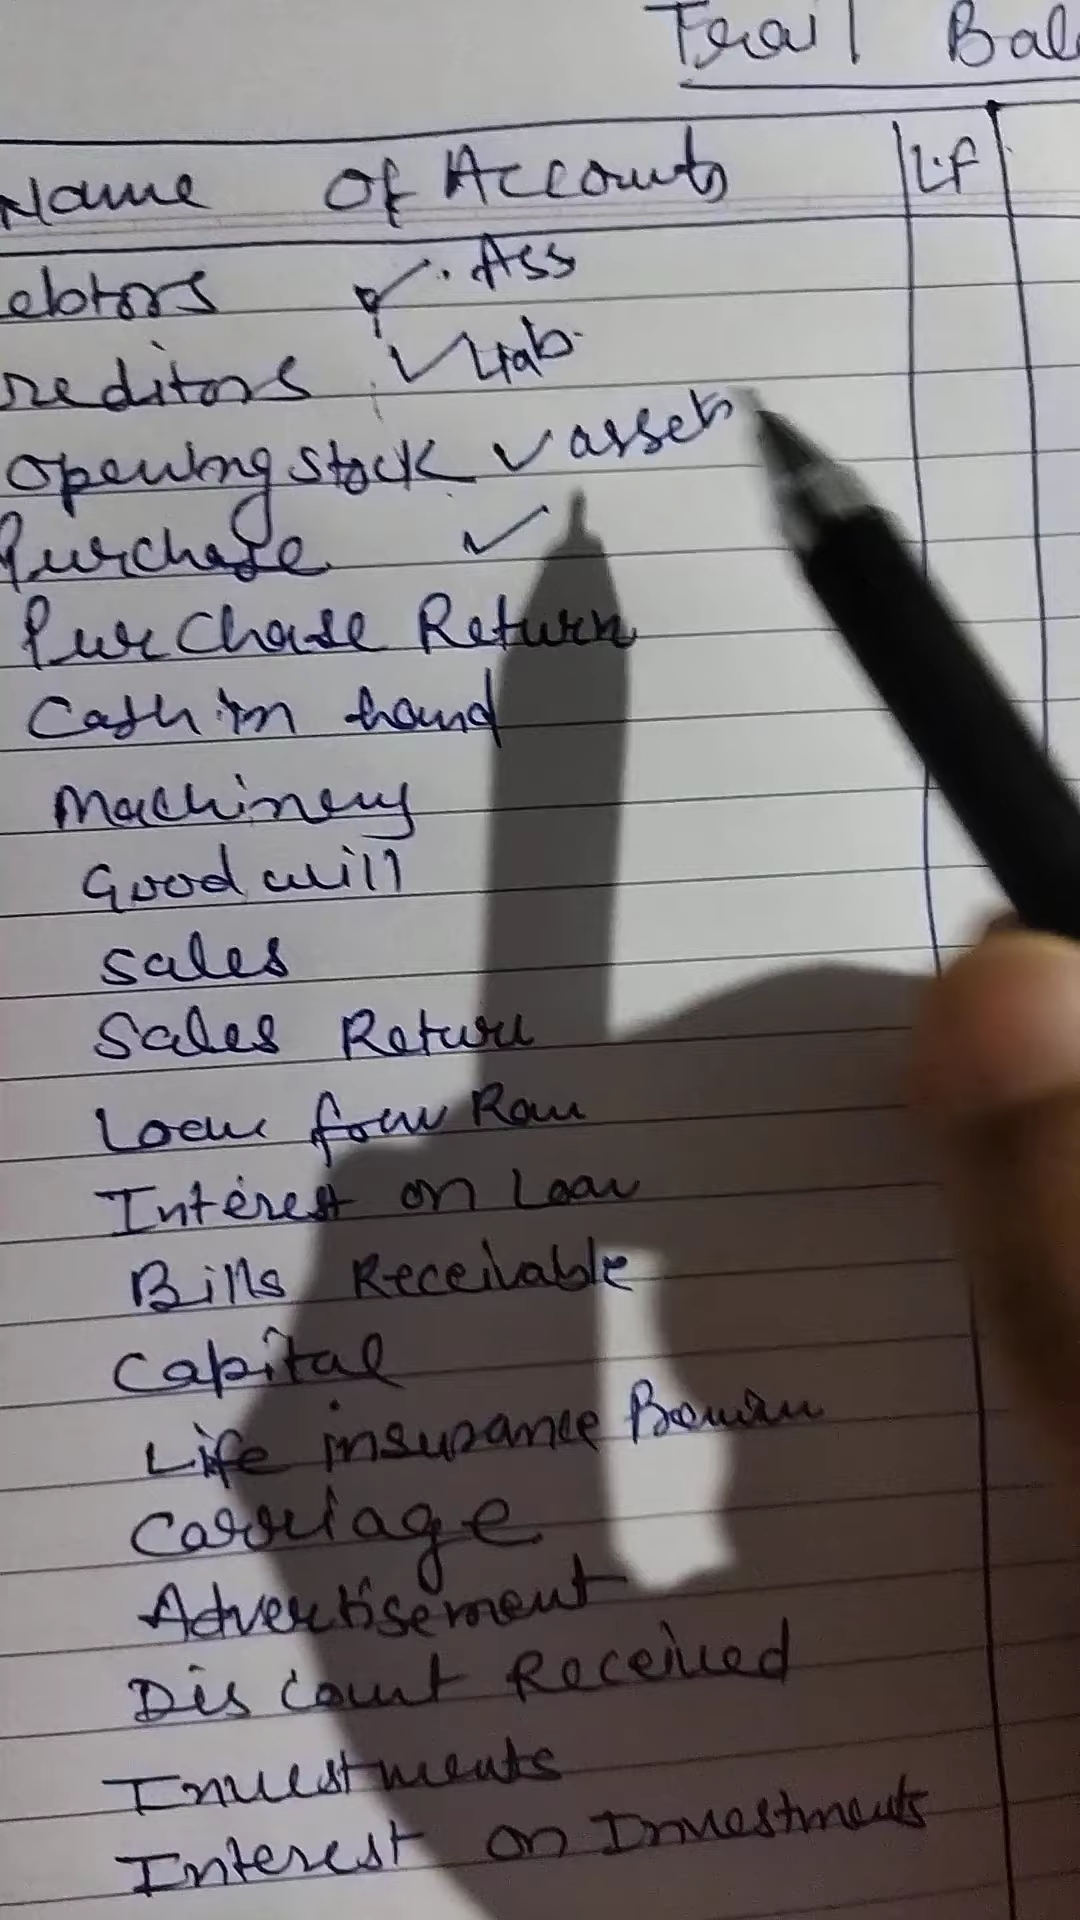 Trail Bal
Name Of Accounts L.F
ebtors ✓. Ass
reditors ✓ Liab.
Opening stock ✓ assets
Purchase ✓
Purchase Return
Cash in hand
Machinery
Good will
Sales
Sales Return
Loan from Ram
Interest on Loan
Bills Receivable
Capital
Life insurance
Carriage
Advertisement
Discount Received
Investments
Interest on Investments